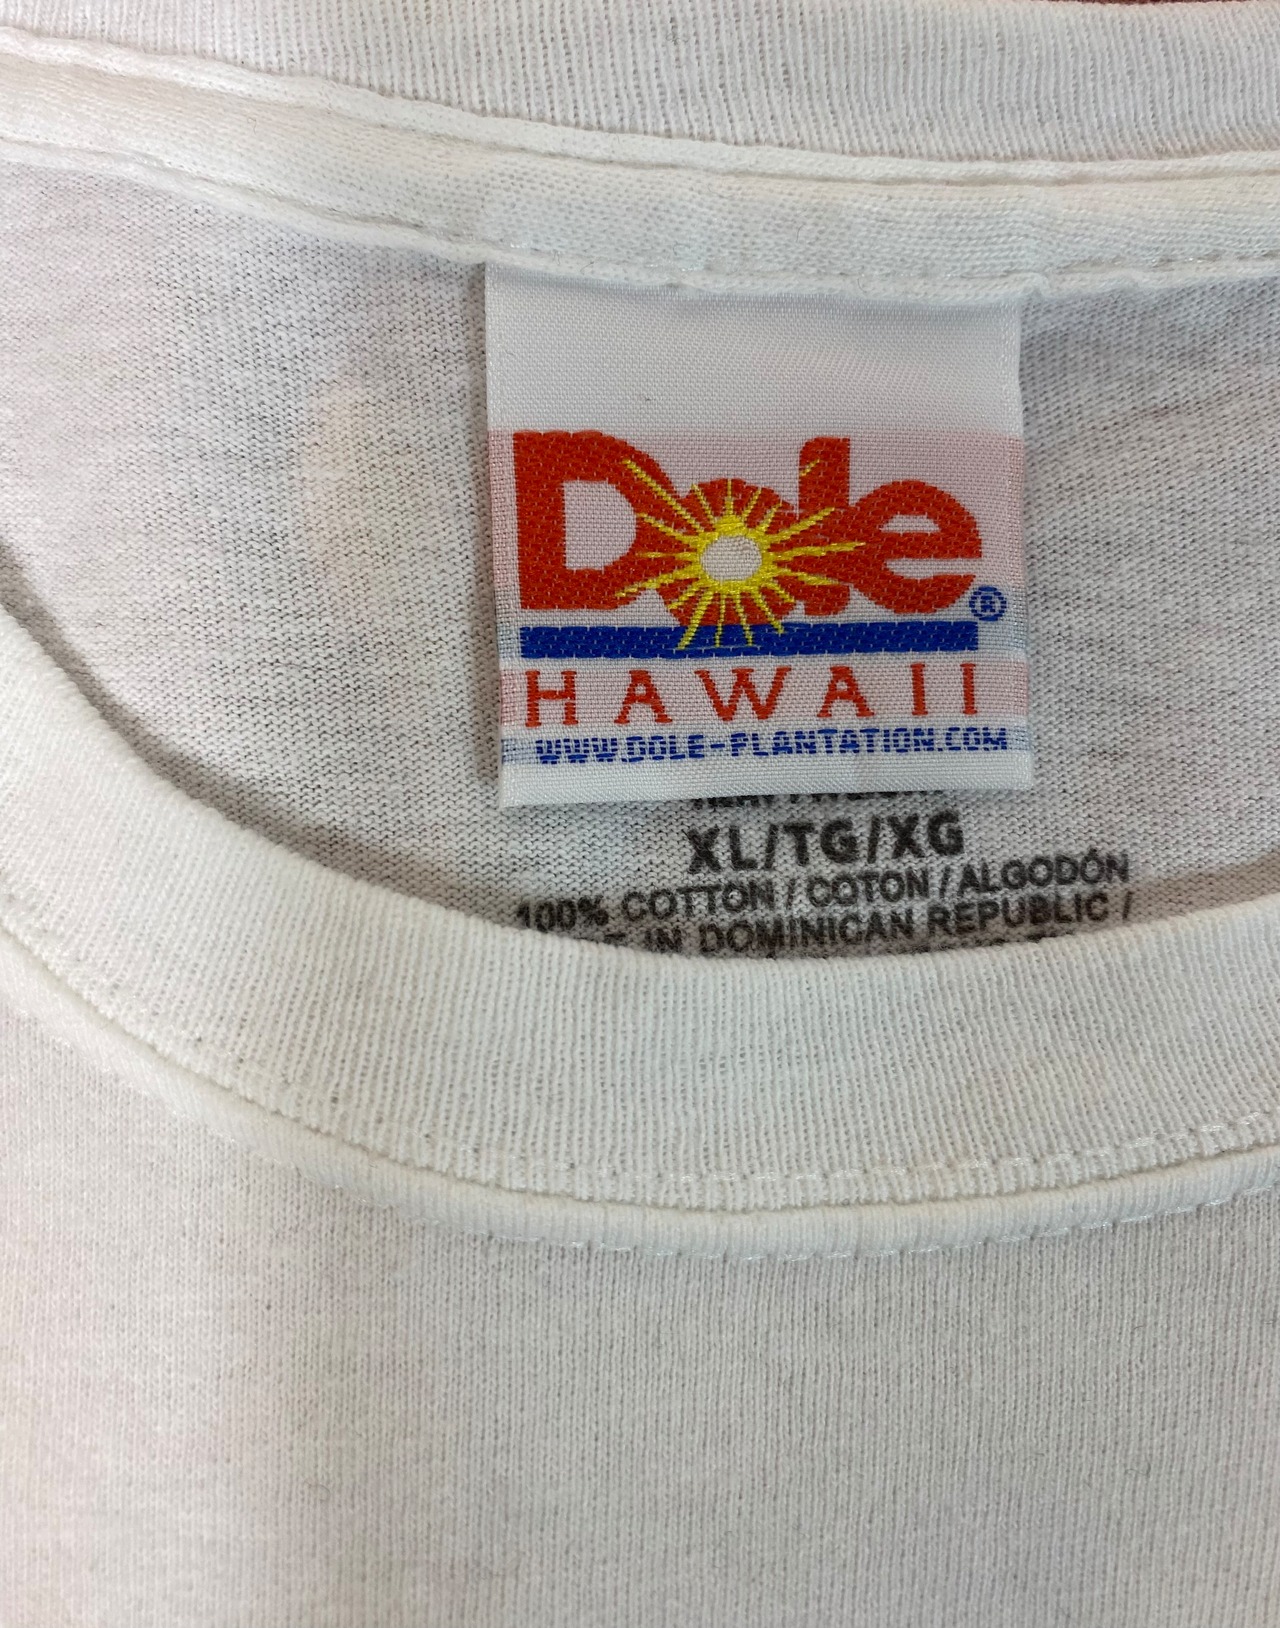 Dole®
HAWAII
WWW.DOLE-PLANTATION.COM
XL/TG/XG
100% COTTON / COTON / ALGODÓN
IN DOMINICAN REPUBLIC /